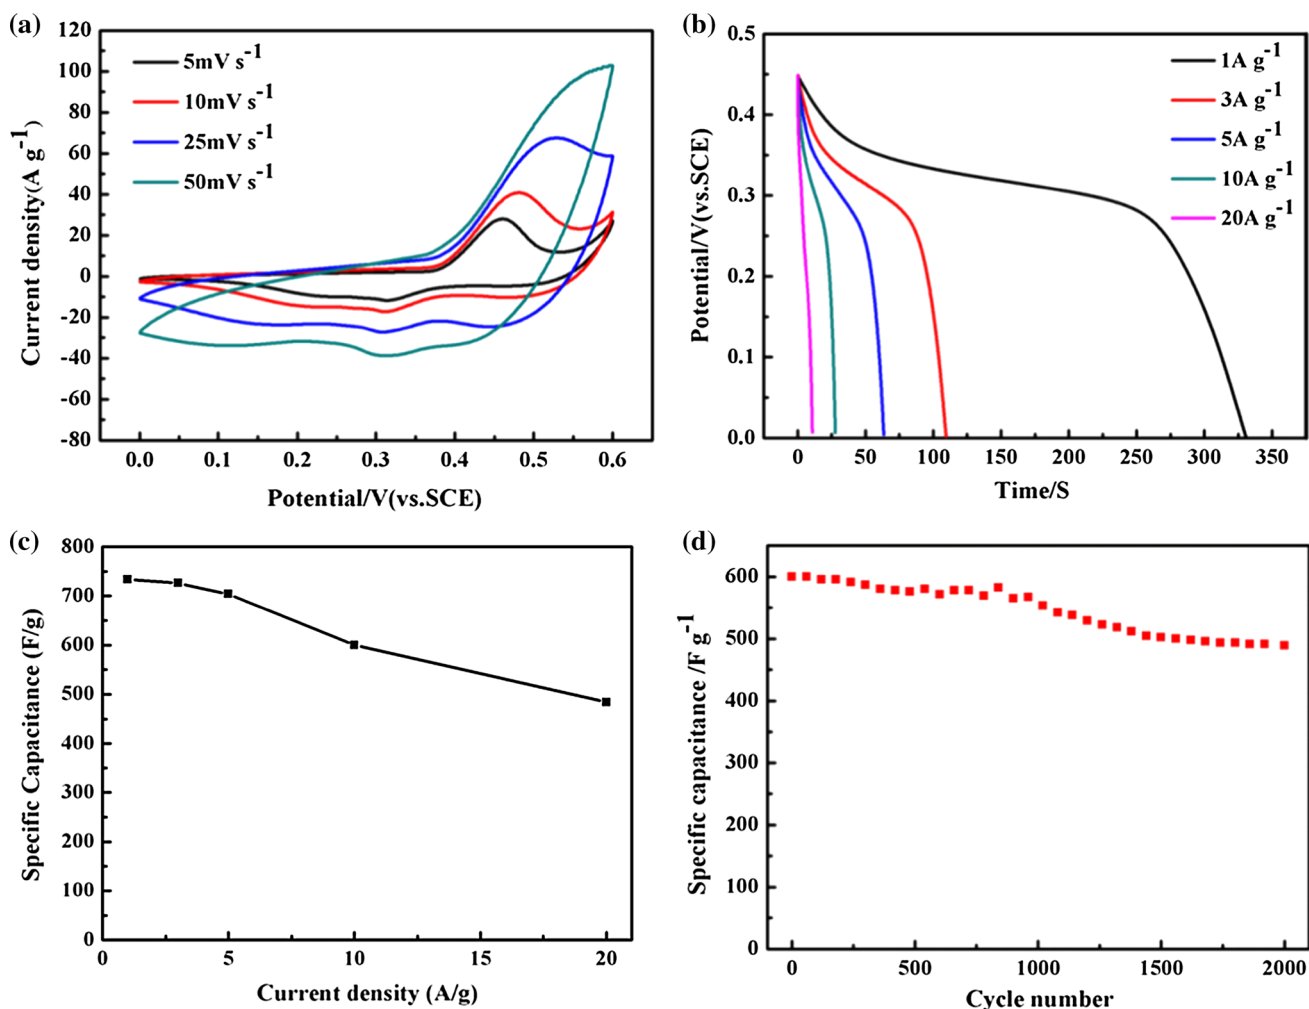 (a)
120
100
80
60
40
20
0
-20
-40
-60
-80
Current density(A g-1)
5mV s-1
10mV s-1
25mV s-1
50mV s-1
0.0 0.1 0.2 0.3 0.4 0.5 0.6
Potential/V(vs.SCE)
(b)
0.5
0.4
0.3
0.2
0.1
0.0
Potential/V(vs.SCE)
1A g-1
3A g-1
5A g-1
10A g-1
20A g-1
0 50 100 150 200 250 300 350
Time/S
(c)
800
700
600
500
400
300
200
100
0
Specific Capacitance (F/g)
0 5 10 15 20
Current density (A/g)
(d)
600
500
400
300
200
100
0
Specific capacitance /F g-1
0 500 1000 1500 2000
Cycle number